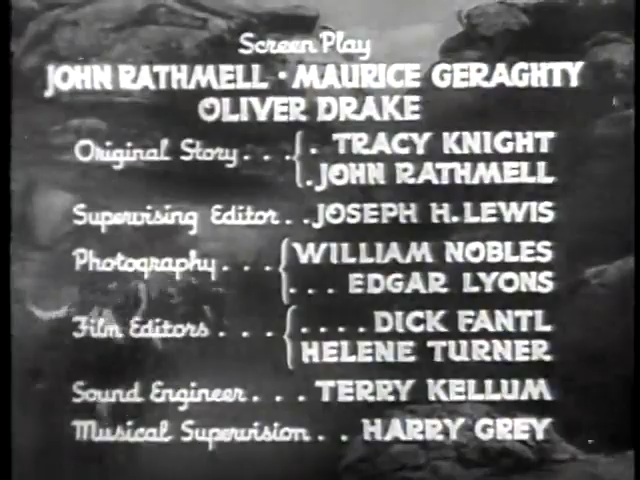 Screen Play
JOHN RATHMELL · MAURICE GERAGHTY
OLIVER DRAKE
Original Story . . . { . TRACY KNIGHT
. JOHN RATHMELL
Supervising Editor . . JOSEPH H. LEWIS
Photography . . . { WILLIAM NOBLES
. . . EDGAR LYONS
Film Editors . . . { . . . . DICK FANTL
HELENE TURNER
Sound Engineer . . . TERRY KELLUM
Musical Supervision . . HARRY GREY